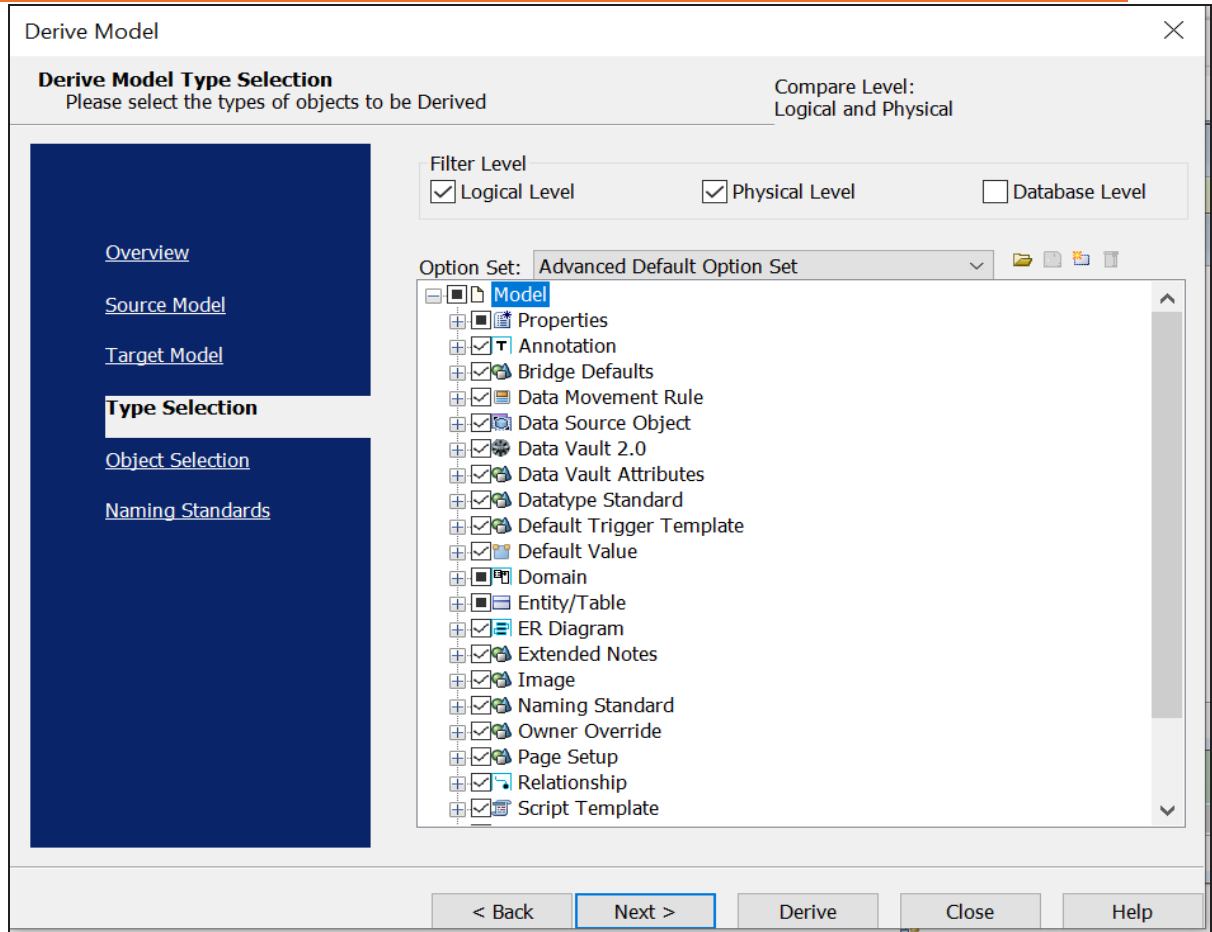 Derive Model
Derive Model Type Selection
Please select the types of objects to be Derived
Compare Level:
Logical and Physical
Overview
Source Model
Target Model
Type Selection
Object Selection
Naming Standards
Filter Level
Logical Level
Physical Level
Database Level
Option Set: Advanced Default Option Set
Model
Properties
Annotation
Bridge Defaults
Data Movement Rule
Data Source Object
Data Vault 2.0
Data Vault Attributes
Datatype Standard
Default Trigger Template
Default Value
Domain
Entity/Table
ER Diagram
Extended Notes
Image
Naming Standard
Owner Override
Page Setup
Relationship
Script Template
< Back
Next >
Derive
Close
Help